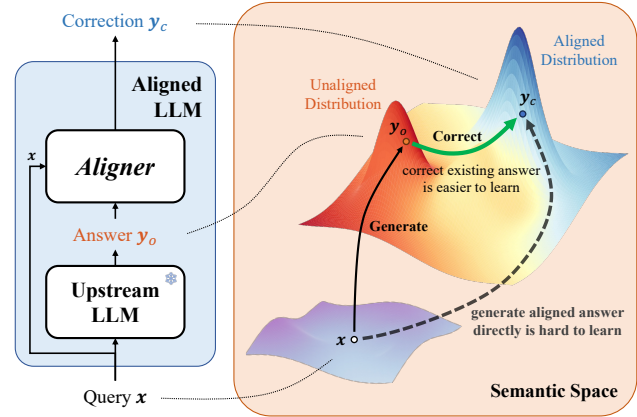 Correction y_c
Aligned
LLM
x
Aligner
Answer y_o
Upstream
LLM
Query x
Unaligned
Distribution
Aligned
Distribution
y_o
y_c
Correct
correct existing answer
is easier to learn
Generate
generate aligned answer
directly is hard to learn
x
Semantic Space